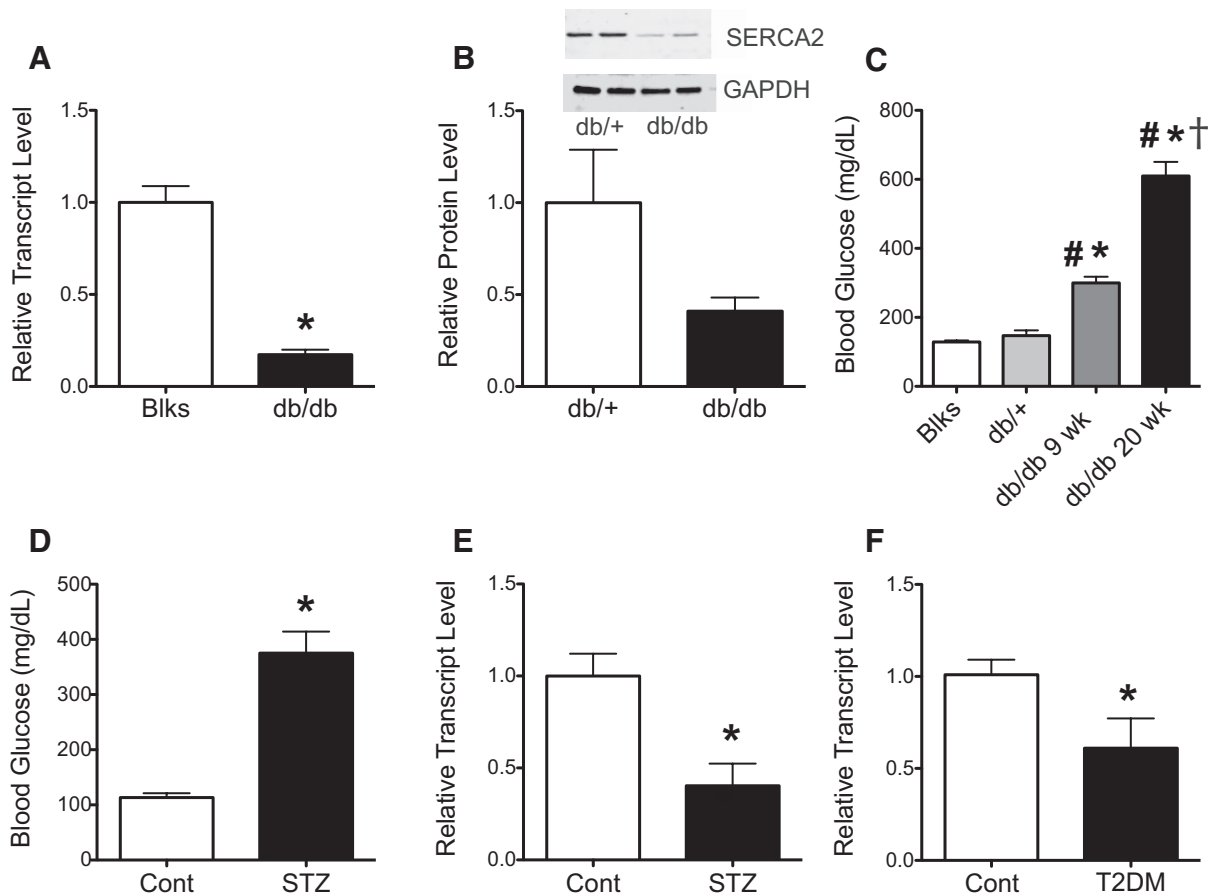 A
Relative Transcript Level
1.5
1.0
0.5
0.0
*
Blks
db/db
B
SERCA2
GAPDH
db/+
db/db
Relative Protein Level
1.5
1.0
0.5
0.0
db/+
db/db
C
Blood Glucose (mg/dL)
800
600
400
200
0
# *
# * †
Blks
db/+
db/db 9 wk
db/db 20 wk
D
Blood Glucose (mg/dL)
500
400
300
200
100
0
*
Cont
STZ
E
Relative Transcript Level
1.5
1.0
0.5
0.0
*
Cont
STZ
F
Relative Transcript Level
1.5
1.0
0.5
0.0
*
Cont
T2DM